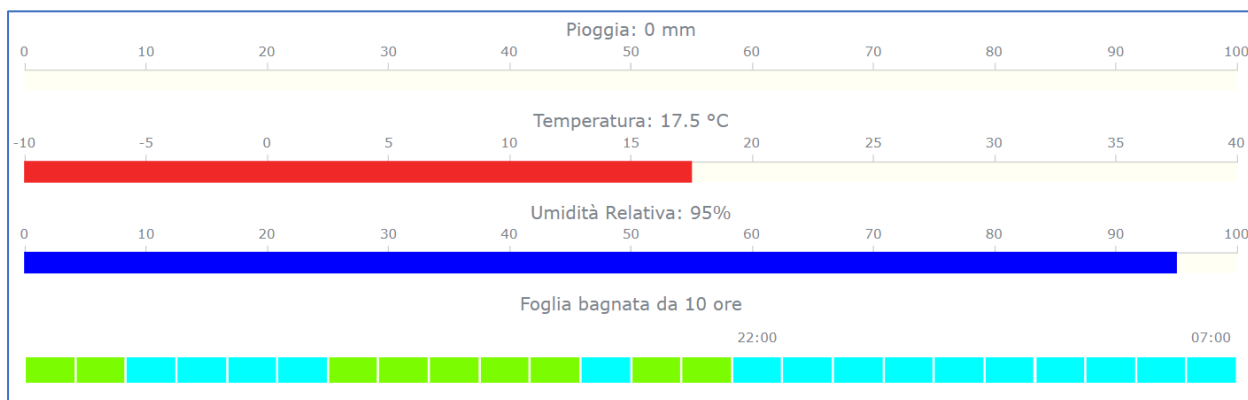 Pioggia: 0 mm
0 10 20 30 40 50 60 70 80 90 100
Temperatura: 17.5 °C
-10 -5 0 5 10 15 20 25 30 35 40
Umidità Relativa: 95%
0 10 20 30 40 50 60 70 80 90 100
Foglia bagnata da 10 ore
22:00 07:00